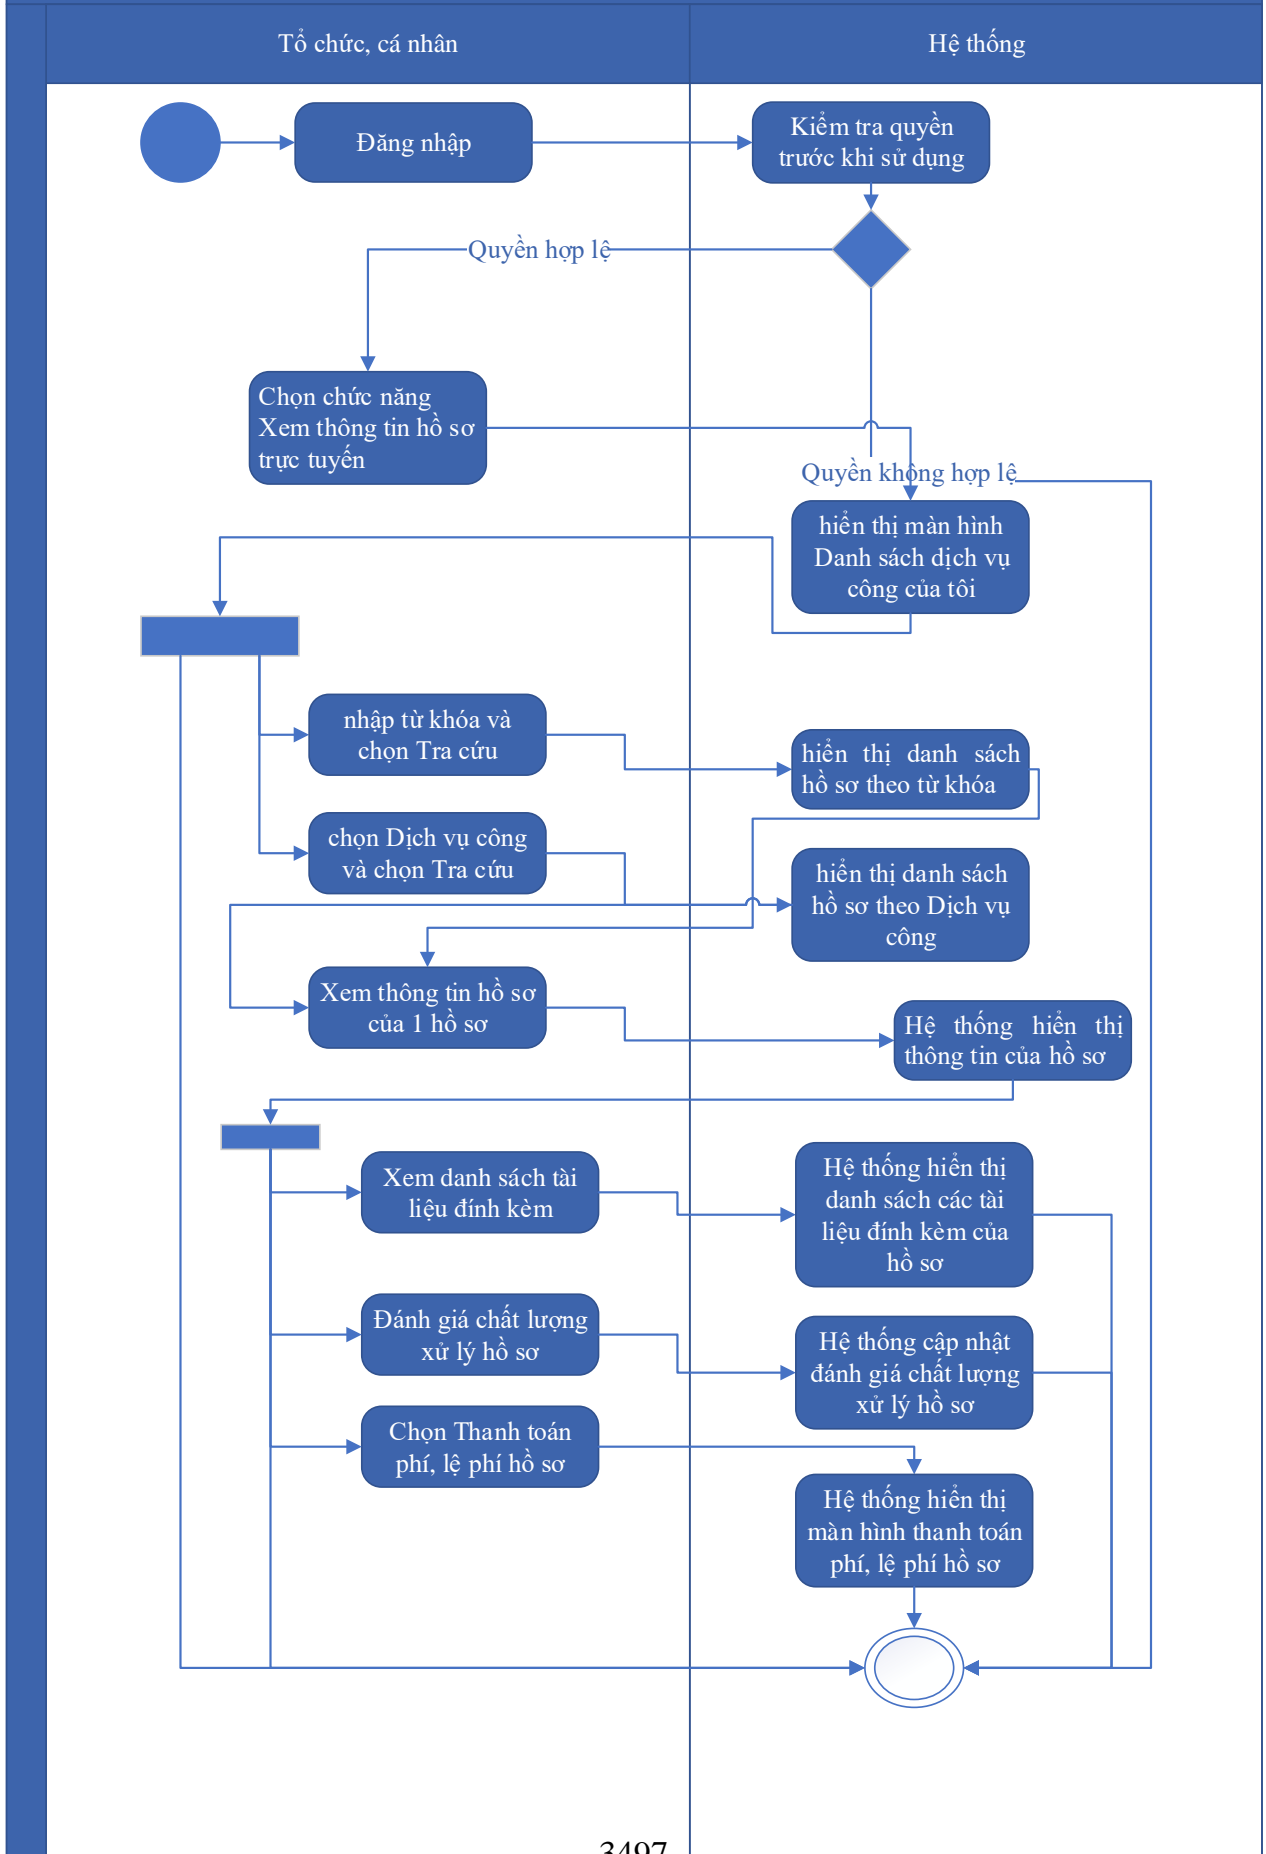 Tổ chức, cá nhân
Hệ thống
Đăng nhập
Kiểm tra quyền
trước khi sử dụng
Quyền hợp lệ
Chọn chức năng
Xem thông tin hồ sơ
trực tuyến
Quyền không hợp lệ
hiển thị màn hình
Danh sách dịch vụ
công của tôi
nhập từ khóa và
chọn Tra cứu
hiển thị danh sách
hồ sơ theo từ khóa
chọn Dịch vụ công
và chọn Tra cứu
hiển thị danh sách
hồ sơ theo Dịch vụ
công
Xem thông tin hồ sơ
của 1 hồ sơ
Hệ thống hiển thị
thông tin của hồ sơ
Xem danh sách tài
liệu đính kèm
Hệ thống hiển thị
danh sách các tài
liệu đính kèm của
hồ sơ
Đánh giá chất lượng
xử lý hồ sơ
Hệ thống cập nhật
đánh giá chất lượng
xử lý hồ sơ
Chọn Thanh toán
phí, lệ phí hồ sơ
Hệ thống hiển thị
màn hình thanh toán
phí, lệ phí hồ sơ
3497